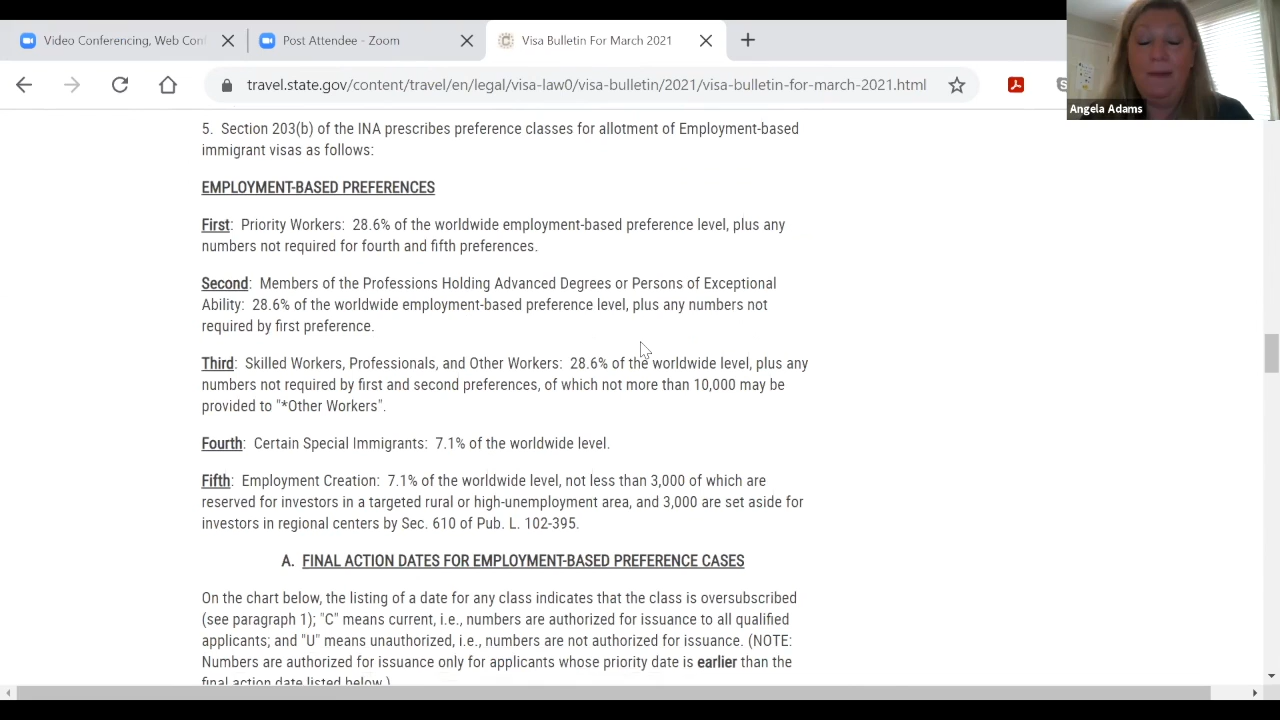 Video Conferencing, Web Con
Post Attendee - Zoom
Visa Bulletin For March 2021
travel.state.gov/content/travel/en/legal/visa-law0/visa-bulletin/2021/visa-bulletin-for-march-2021.html
Angela Adams
5. Section 203(b) of the INA prescribes preference classes for allotment of Employment-based
immigrant visas as follows:
EMPLOYMENT-BASED PREFERENCES
First: Priority Workers: 28.6% of the worldwide employment-based preference level, plus any
numbers not required for fourth and fifth preferences.
Second: Members of the Professions Holding Advanced Degrees or Persons of Exceptional
Ability: 28.6% of the worldwide employment-based preference level, plus any numbers not
required by first preference.
Third: Skilled Workers, Professionals, and Other Workers: 28.6% of the worldwide level, plus any
numbers not required by first and second preferences, of which not more than 10,000 may be
provided to "*Other Workers".
Fourth: Certain Special Immigrants: 7.1% of the worldwide level.
Fifth: Employment Creation: 7.1% of the worldwide level, not less than 3,000 of which are
reserved for investors in a targeted rural or high-unemployment area, and 3,000 are set aside for
investors in regional centers by Sec. 610 of Pub. L. 102-395.
A. FINAL ACTION DATES FOR EMPLOYMENT-BASED PREFERENCE CASES
On the chart below, the listing of a date for any class indicates that the class is oversubscribed
(see paragraph 1); "C" means current, i.e., numbers are authorized for issuance to all qualified
applicants; and "U" means unauthorized, i.e., numbers are not authorized for issuance. (NOTE:
Numbers are authorized for issuance only for applicants whose priority date is earlier than the
final action date listed below.)